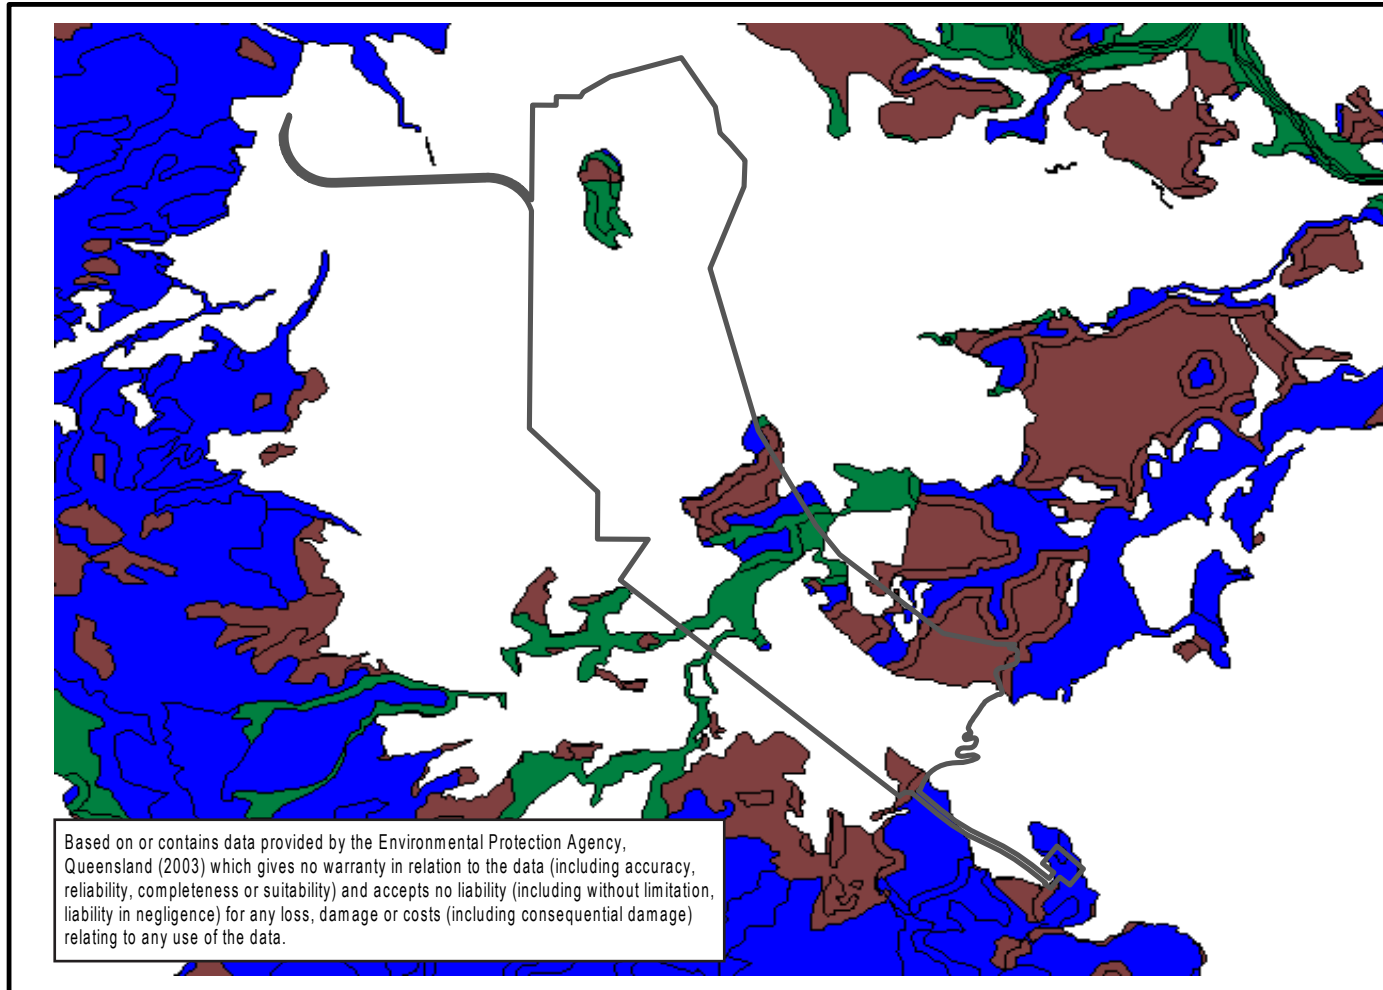 Based on or contains data provided by the Environmental Protection Agency,
Queensland (2003) which gives no warranty in relation to the data (including accuracy,
reliability, completeness or suitability) and accepts no liability (including without limitation,
liability in negligence) for any loss, damage or costs (including consequential damage)
relating to any use of the data.